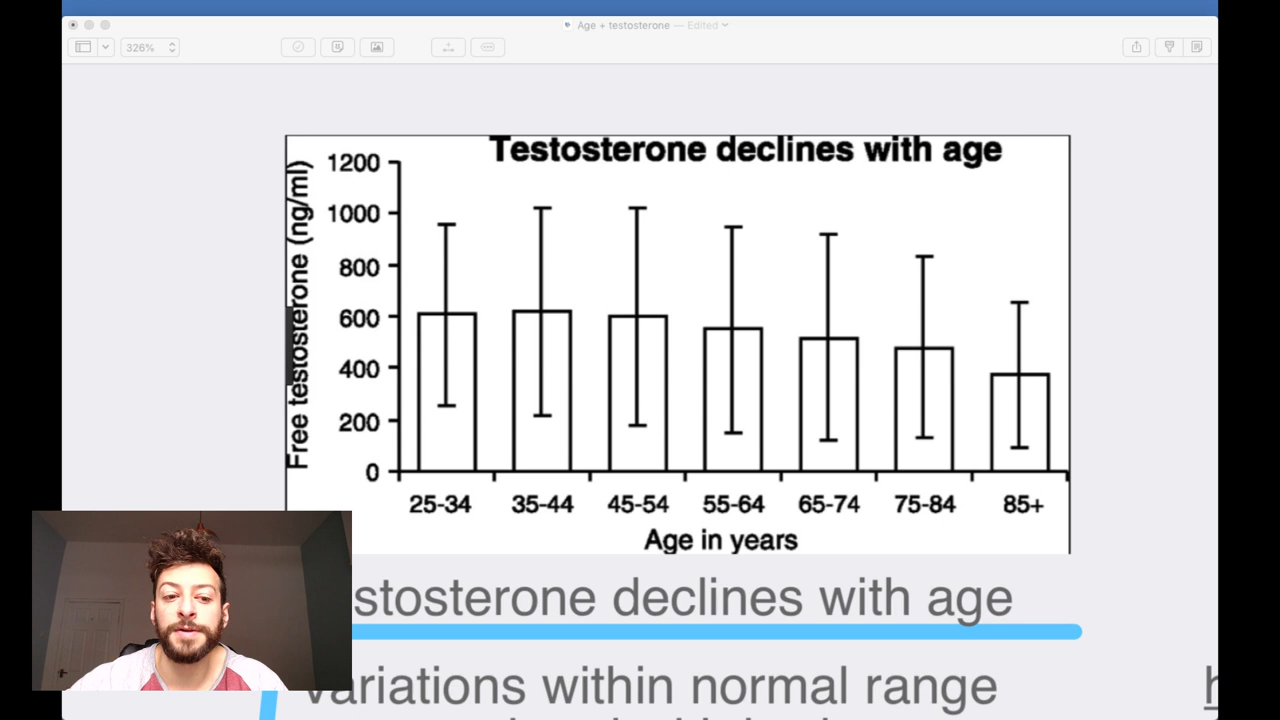 Age + testosterone — Edited
326%
Testosterone declines with age
Free testosterone (ng/ml)
1200
1000
800
600
400
200
0
25-34 35-44 45-54 55-64 65-74 75-84 85+
Age in years
stosterone declines with age
variations within normal range
h